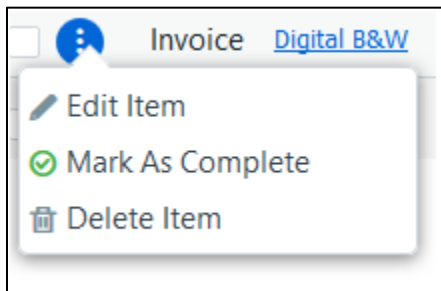 Invoice Digital B&W
Edit Item
Mark As Complete
Delete Item